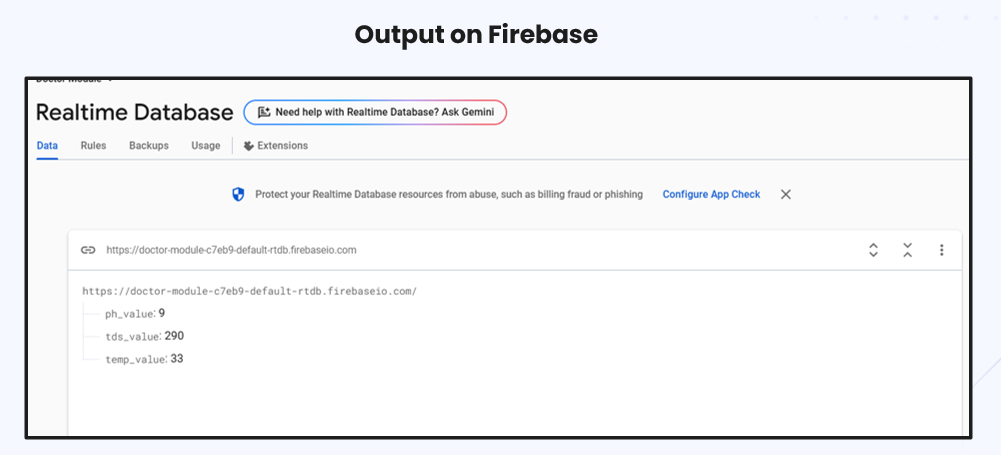 Output on Firebase
Doctor Module
Realtime Database
Need help with Realtime Database? Ask Gemini
Data Rules Backups Usage Extensions
Protect your Realtime Database resources from abuse, such as billing fraud or phishing Configure App Check
https://doctor-module-c7eb9-default-rtdb.firebaseio.com
https://doctor-module-c7eb9-default-rtdb.firebaseio.com/
ph_value: 9
tds_value: 290
temp_value: 33